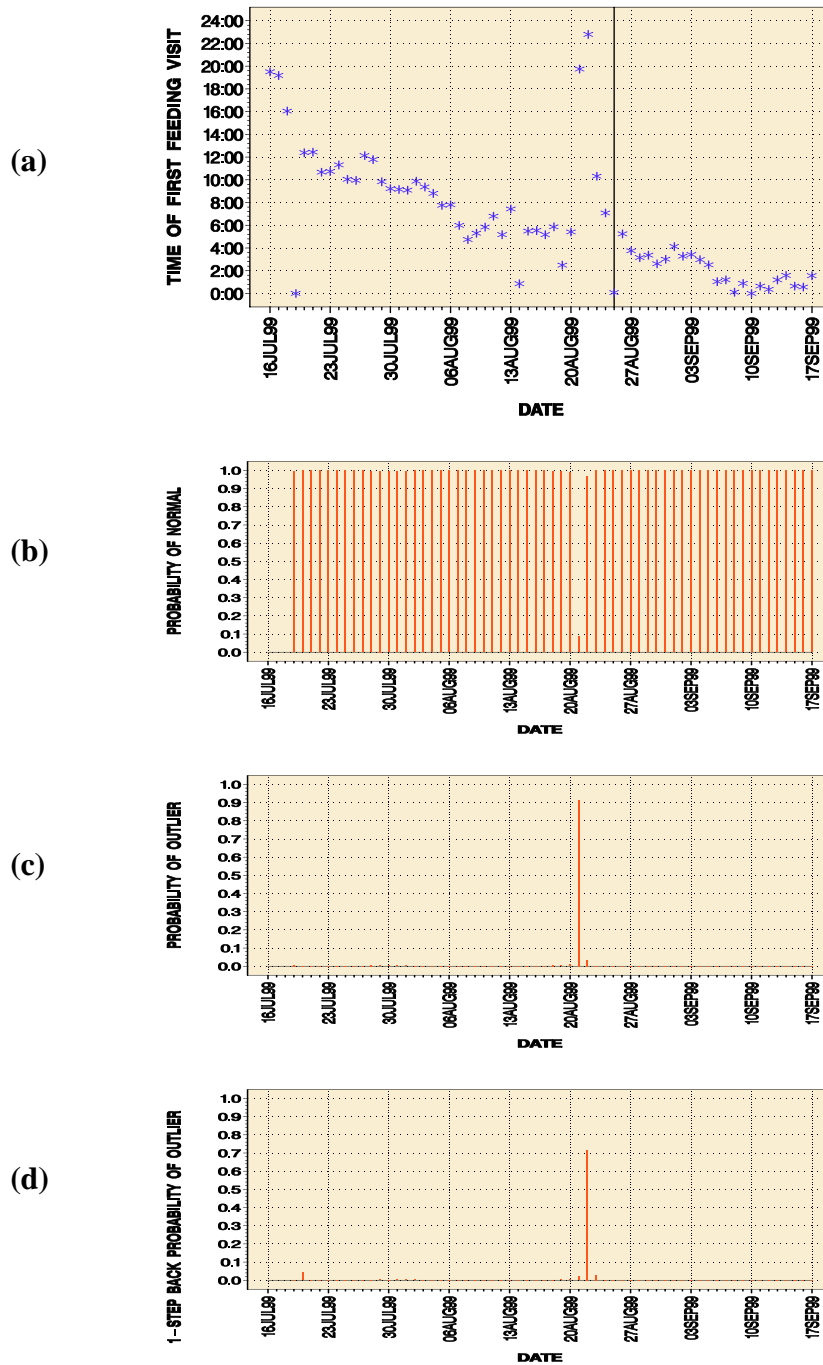 (a)
TIME OF FIRST FEEDING VISIT
24:00
22:00
20:00
18:00
16:00
14:00
12:00
10:00
8:00
6:00
4:00
2:00
0:00
16JUL99
23JUL99
30JUL99
06AUG99
13AUG99
20AUG99
27AUG99
03SEP99
10SEP99
17SEP99
DATE
(b)
PROBABILITY OF NORMAL
1.0
0.9
0.8
0.7
0.6
0.5
0.4
0.3
0.2
0.1
0.0
16JUL99
23JUL99
30JUL99
06AUG99
13AUG99
20AUG99
27AUG99
03SEP99
10SEP99
17SEP99
DATE
(c)
PROBABILITY OF OUTLIER
1.0
0.9
0.8
0.7
0.6
0.5
0.4
0.3
0.2
0.1
0.0
16JUL99
23JUL99
30JUL99
06AUG99
13AUG99
20AUG99
27AUG99
03SEP99
10SEP99
17SEP99
DATE
(d)
1-STEP BACK PROBABILITY OF OUTLIER
1.0
0.9
0.8
0.7
0.6
0.5
0.4
0.3
0.2
0.1
0.0
16JUL99
23JUL99
30JUL99
06AUG99
13AUG99
20AUG99
27AUG99
03SEP99
10SEP99
17SEP99
DATE